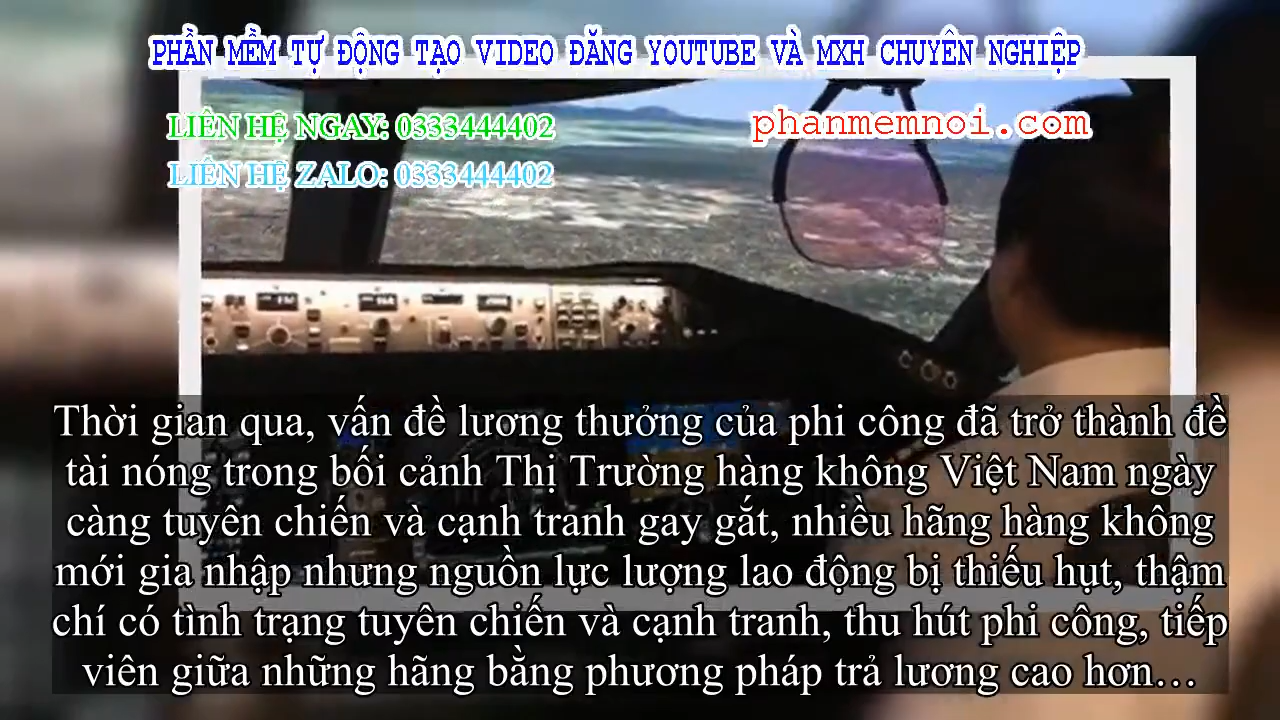 PHẦN MỀM TỰ ĐỘNG TẠO VIDEO ĐĂNG YOUTUBE VÀ MXH CHUYÊN NGHIỆP
LIÊN HỆ NGAY: 0333444402
phanmemnoi.com
LIÊN HỆ ZALO: 0333444402
Thời gian qua, vấn đề lương thưởng của phi công đã trở thành đề
tài nóng trong bối cảnh Thị Trường hàng không Việt Nam ngày
càng tuyên chiến và cạnh tranh gay gắt, nhiều hãng hàng không
mới gia nhập nhưng nguồn lực lượng lao động bị thiếu hụt, thậm
chí có tình trạng tuyên chiến và cạnh tranh, thu hút phi công, tiếp
viên giữa những hãng bằng phương pháp trả lương cao hơn…